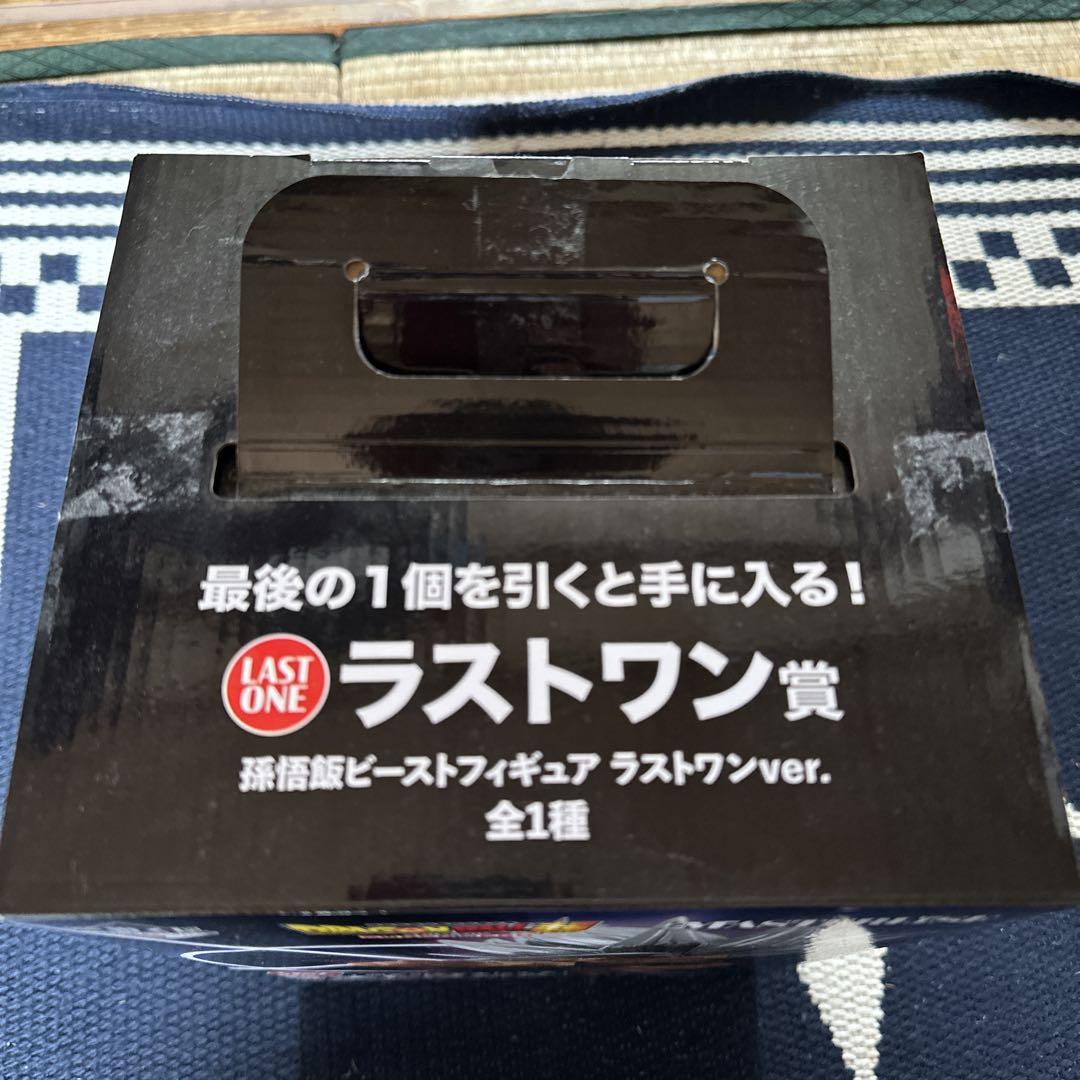 最後の1個を引くと手に入る!
LAST
ONE
ラストワン賞
孫悟飯ビーストフィギュア ラストワンver.
全1種